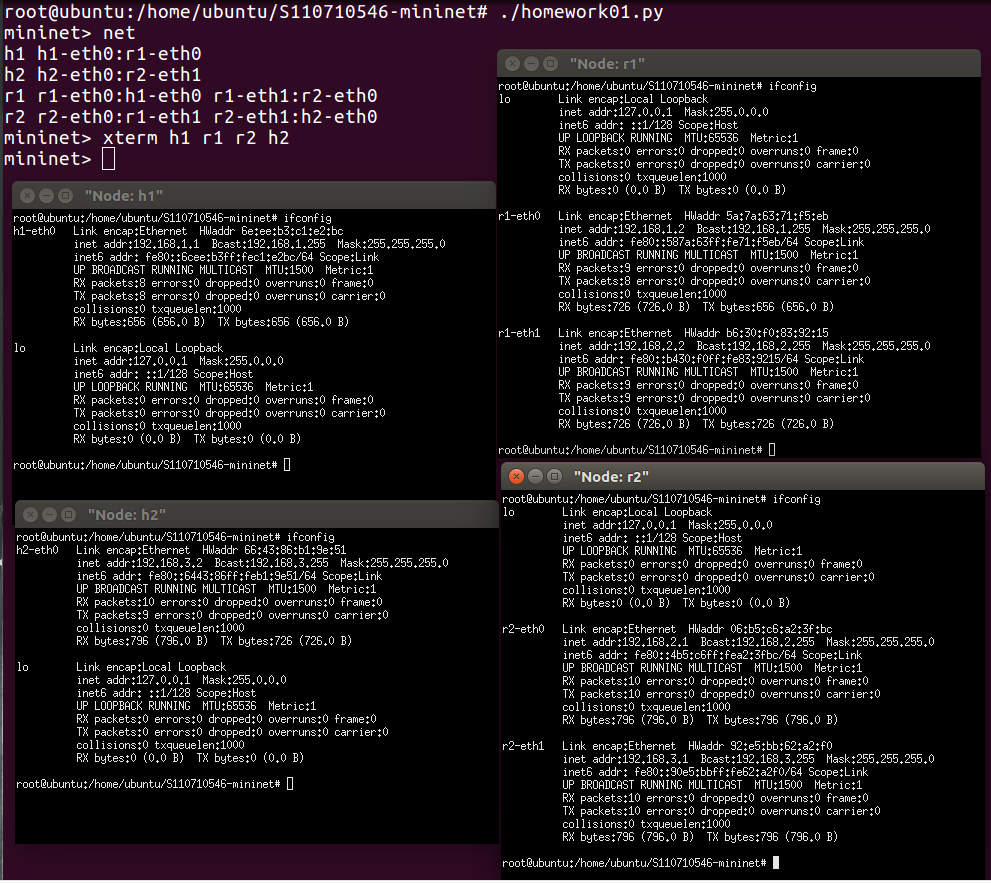 root@ubuntu:/home/ubuntu/S110710546-mininet# ./homework01.py
mininet> net
h1 h1-eth0:r1-eth0
h2 h2-eth0:r2-eth1
r1 r1-eth0:h1-eth0 r1-eth1:r2-eth0
r2 r2-eth0:r1-eth1 r2-eth1:h2-eth0
mininet> xterm h1 r1 r2 h2
mininet>
"Node: h1"
root@ubuntu:/home/ubuntu/S110710546-mininet# ifconfig
h1-eth0 Link encap:Ethernet HWaddr 6e:ee:b3:c1:e2:bc
inet addr:192.168.1.1 Bcast:192.168.1.255 Mask:255.255.255.0
inet6 addr: fe80::6cee:b3ff:fec1:e2bc/64 Scope:Link
UP BROADCAST RUNNING MULTICAST MTU:1500 Metric:1
RX packets:8 errors:0 dropped:0 overruns:0 frame:0
TX packets:8 errors:0 dropped:0 overruns:0 carrier:0
collisions:0 txqueuelen:1000
RX bytes:656 (656.0 B) TX bytes:656 (656.0 B)
lo Link encap:Local Loopback
inet addr:127.0.0.1 Mask:255.0.0.0
inet6 addr: ::1/128 Scope:Host
UP LOOPBACK RUNNING MTU:65536 Metric:1
RX packets:0 errors:0 dropped:0 overruns:0 frame:0
TX packets:0 errors:0 dropped:0 overruns:0 carrier:0
collisions:0 txqueuelen:1000
RX bytes:0 (0.0 B) TX bytes:0 (0.0 B)
root@ubuntu:/home/ubuntu/S110710546-mininet#
"Node: h2"
root@ubuntu:/home/ubuntu/S110710546-mininet# ifconfig
h2-eth0 Link encap:Ethernet HWaddr 66:43:86:b1:9e:51
inet addr:192.168.3.2 Bcast:192.168.3.255 Mask:255.255.255.0
inet6 addr: fe80::6443:86ff:feb1:9e51/64 Scope:Link
UP BROADCAST RUNNING MULTICAST MTU:1500 Metric:1
RX packets:10 errors:0 dropped:0 overruns:0 frame:0
TX packets:9 errors:0 dropped:0 overruns:0 carrier:0
collisions:0 txqueuelen:1000
RX bytes:796 (796.0 B) TX bytes:726 (726.0 B)
lo Link encap:Local Loopback
inet addr:127.0.0.1 Mask:255.0.0.0
inet6 addr: ::1/128 Scope:Host
UP LOOPBACK RUNNING MTU:65536 Metric:1
RX packets:0 errors:0 dropped:0 overruns:0 frame:0
TX packets:0 errors:0 dropped:0 overruns:0 carrier:0
collisions:0 txqueuelen:1000
RX bytes:0 (0.0 B) TX bytes:0 (0.0 B)
root@ubuntu:/home/ubuntu/S110710546-mininet#
"Node: r1"
root@ubuntu:/home/ubuntu/S110710546-mininet# ifconfig
lo Link encap:Local Loopback
inet addr:127.0.0.1 Mask:255.0.0.0
inet6 addr: ::1/128 Scope:Host
UP LOOPBACK RUNNING MTU:65536 Metric:1
RX packets:0 errors:0 dropped:0 overruns:0 frame:0
TX packets:0 errors:0 dropped:0 overruns:0 carrier:0
collisions:0 txqueuelen:1000
RX bytes:0 (0.0 B) TX bytes:0 (0.0 B)
r1-eth0 Link encap:Ethernet HWaddr 5a:7a:63:71:f5:eb
inet addr:192.168.1.2 Bcast:192.168.1.255 Mask:255.255.255.0
inet6 addr: fe80::587a:63ff:fe71:f5eb/64 Scope:Link
UP BROADCAST RUNNING MULTICAST MTU:1500 Metric:1
RX packets:9 errors:0 dropped:0 overruns:0 frame:0
TX packets:8 errors:0 dropped:0 overruns:0 carrier:0
collisions:0 txqueuelen:1000
RX bytes:726 (726.0 B) TX bytes:656 (656.0 B)
r1-eth1 Link encap:Ethernet HWaddr b6:30:f0:83:92:15
inet addr:192.168.2.2 Bcast:192.168.2.255 Mask:255.255.255.0
inet6 addr: fe80::b430:f0ff:fe83:9215/64 Scope:Link
UP BROADCAST RUNNING MULTICAST MTU:1500 Metric:1
RX packets:9 errors:0 dropped:0 overruns:0 frame:0
TX packets:9 errors:0 dropped:0 overruns:0 carrier:0
collisions:0 txqueuelen:1000
RX bytes:726 (726.0 B) TX bytes:726 (726.0 B)
root@ubuntu:/home/ubuntu/S110710546-mininet#
"Node: r2"
root@ubuntu:/home/ubuntu/S110710546-mininet# ifconfig
lo Link encap:Local Loopback
inet addr:127.0.0.1 Mask:255.0.0.0
inet6 addr: ::1/128 Scope:Host
UP LOOPBACK RUNNING MTU:65536 Metric:1
RX packets:0 errors:0 dropped:0 overruns:0 frame:0
TX packets:0 errors:0 dropped:0 overruns:0 carrier:0
collisions:0 txqueuelen:1000
RX bytes:0 (0.0 B) TX bytes:0 (0.0 B)
r2-eth0 Link encap:Ethernet HWaddr 06:b5:c6:a2:3f:bc
inet addr:192.168.2.1 Bcast:192.168.2.255 Mask:255.255.255.0
inet6 addr: fe80::4b5:c6ff:fea2:3fbc/64 Scope:Link
UP BROADCAST RUNNING MULTICAST MTU:1500 Metric:1
RX packets:10 errors:0 dropped:0 overruns:0 frame:0
TX packets:10 errors:0 dropped:0 overruns:0 carrier:0
collisions:0 txqueuelen:1000
RX bytes:796 (796.0 B) TX bytes:796 (796.0 B)
r2-eth1 Link encap:Ethernet HWaddr 92:e5:bb:62:a2:f0
inet addr:192.168.3.1 Bcast:192.168.3.255 Mask:255.255.255.0
inet6 addr: fe80::90e5:bbff:fe62:a2f0/64 Scope:Link
UP BROADCAST RUNNING MULTICAST MTU:1500 Metric:1
RX packets:10 errors:0 dropped:0 overruns:0 frame:0
TX packets:10 errors:0 dropped:0 overruns:0 carrier:0
collisions:0 txqueuelen:1000
RX bytes:796 (796.0 B) TX bytes:796 (796.0 B)
root@ubuntu:/home/ubuntu/S110710546-mininet#